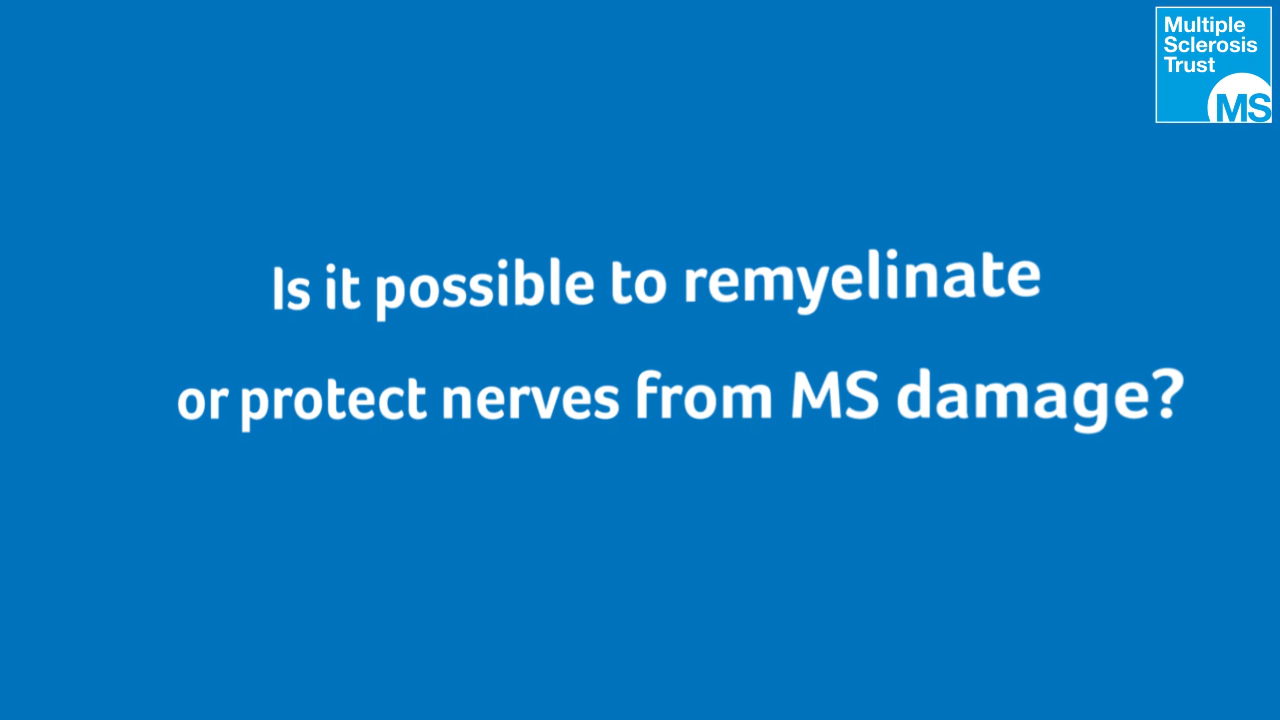 Multiple
Sclerosis
Trust
MS
Is it possible to remyelinate
or protect nerves from MS damage?